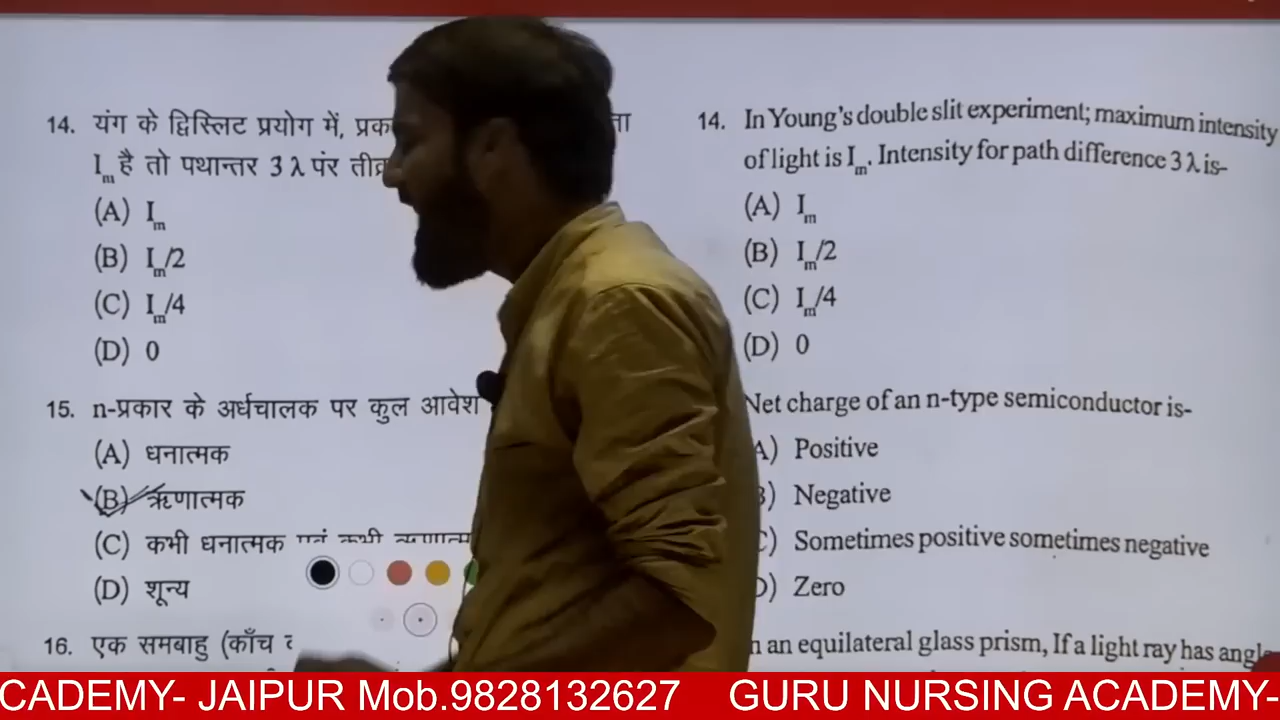 14. यंग के द्विस्लिट प्रयोग में,
I_m है तो पथान्तर 3 λ पंर
(A) I_m
(B) I_m/2
(C) I_m/4
(D) 0
15. n-प्रकार के अर्धचालक पर कुल आवेश
(A) धनात्मक
(B) ऋणात्मक
(C) कभी धनात्मक एवं कभी
(D) शून्य
16. एक समबाहु (काँच
14. In Young's double slit experiment; maximum intensity
of light is I_m. Intensity for path difference 3 λ is-
(A) I_m
(B) I_m/2
(C) I_m/4
(D) 0
Net charge of an n-type semiconductor is-
A) Positive
B) Negative
C) Sometimes positive sometimes negative
D) Zero
an equilateral glass prism, If a light ray has
CADEMY- JAIPUR Mob.9828132627 GURU NURSING ACADEMY-